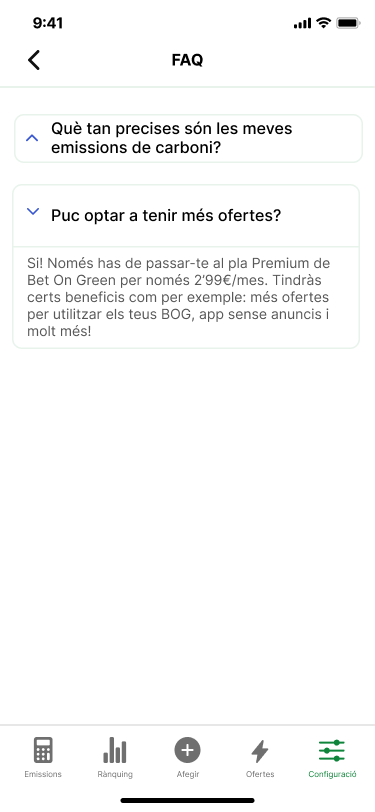 9:41
FAQ
Què tan precises són les meves
emissions de carboni?
Puc optar a tenir més ofertes?
Si! Només has de passar-te al pla Premium de
Bet On Green per només 2'99€/mes. Tindràs
certs beneficis com per exemple: més ofertes
per utilitzar els teus BOG, app sense anuncis i
molt més!
Emissions
Rànquing
Afegir
Ofertes
Configuració